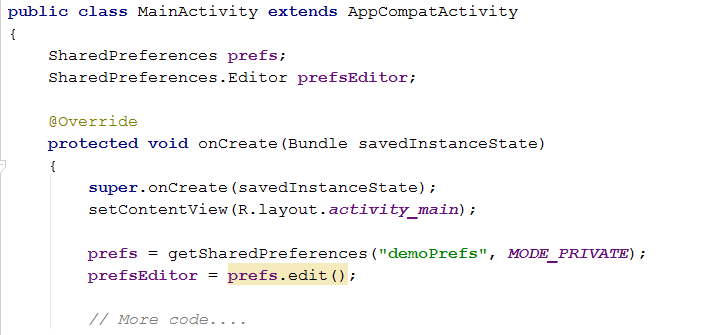 public class MainActivity extends AppCompatActivity
{
    SharedPreferences prefs;
    SharedPreferences.Editor prefsEditor;

    @Override
    protected void onCreate(Bundle savedInstanceState)
    {
        super.onCreate(savedInstanceState);
        setContentView(R.layout.activity_main);

        prefs = getSharedPreferences("demoPrefs", MODE_PRIVATE);
        prefsEditor = prefs.edit();

        // More code....